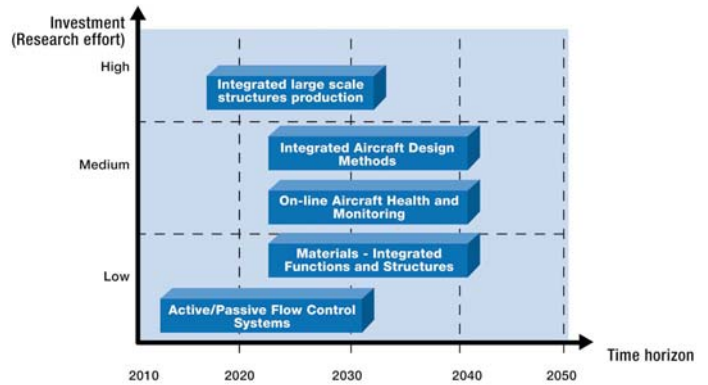 Investment
(Research effort)
High
Integrated large scale
structures production
Integrated Aircraft Design
Methods
Medium
On-line Aircraft Health and
Monitoring
Materials - Integrated
Functions and Structures
Low
Active/Passive Flow Control
Systems
Time horizon
2010 2020 2030 2040 2050